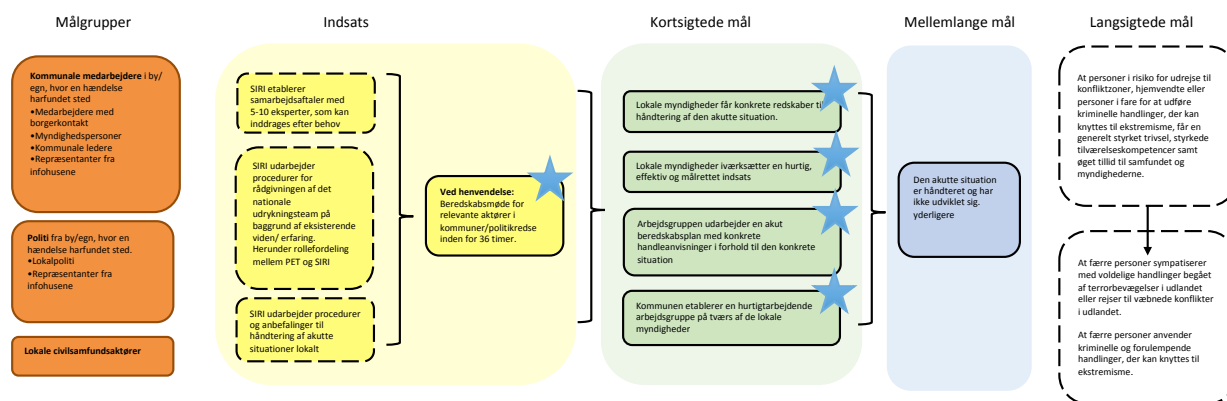 Målgrupper
Kommunale medarbejdere i by/
egn, hvor en hændelse
harfundet sted
•Medarbejdere med
borgerkontakt
•Myndighedspersoner
•Kommunale ledere
•Repræsentanter fra
infohusene
Politi fra by/egn, hvor en
hændelse harfundet sted.
•Lokalpoliti
•Repræsentanter fra
infohusene
Lokale civilsamfundsaktører
Indsats
SIRI etablerer
samarbejdsaftaler med
5-10 eksperter, som kan
inddrages efter behov
SIRI udarbejder
procedurer for
rådgivningen af det
nationale
udrykningsteam på
baggrund af eksisterende
viden/ erfaring.
Herunder rollefordeling
mellem PET og SIRI
SIRI udarbejder procedurer
og anbefalinger til
håndtering af akutte
situationer lokalt
Ved henvendelse:
Beredskabsmøde for
relevante aktører i
kommuner/politikredse
inden for 36 timer.
Kortsigtede mål
Lokale myndigheder får konkrete redskaber til
håndtering af den akutte situation.
Lokale myndigheder iværksætter en hurtig,
effektiv og målrettet indsats
Arbejdsgruppen udarbejder en akut
beredskabsplan med konkrete
handleanvisninger i forhold til den konkrete
situation
Kommunen etablerer en hurtigtarbejdende
arbejdsgruppe på tværs af de lokale
myndigheder
Mellemlange mål
Den akutte situation
er håndteret og har
ikke udviklet sig.
yderligere
Langsigtede mål
At personer i risiko for udrejse til
konfliktzoner, hjemvendte eller
personer i fare for at udføre
kriminelle handlinger, der kan
knyttes til ekstremisme, får en
generelt styrket trivsel, styrkede
tilværelseskompetencer samt
øget tillid til samfundet og
myndighederne.
At færre personer sympatiserer
med voldelige handlinger begået
af terrorbevægelser i udlandet
eller rejser til væbnede konflikter
i udlandet.
At færre personer anvender
kriminelle og forulempende
handlinger, der kan knyttes til
ekstremisme.